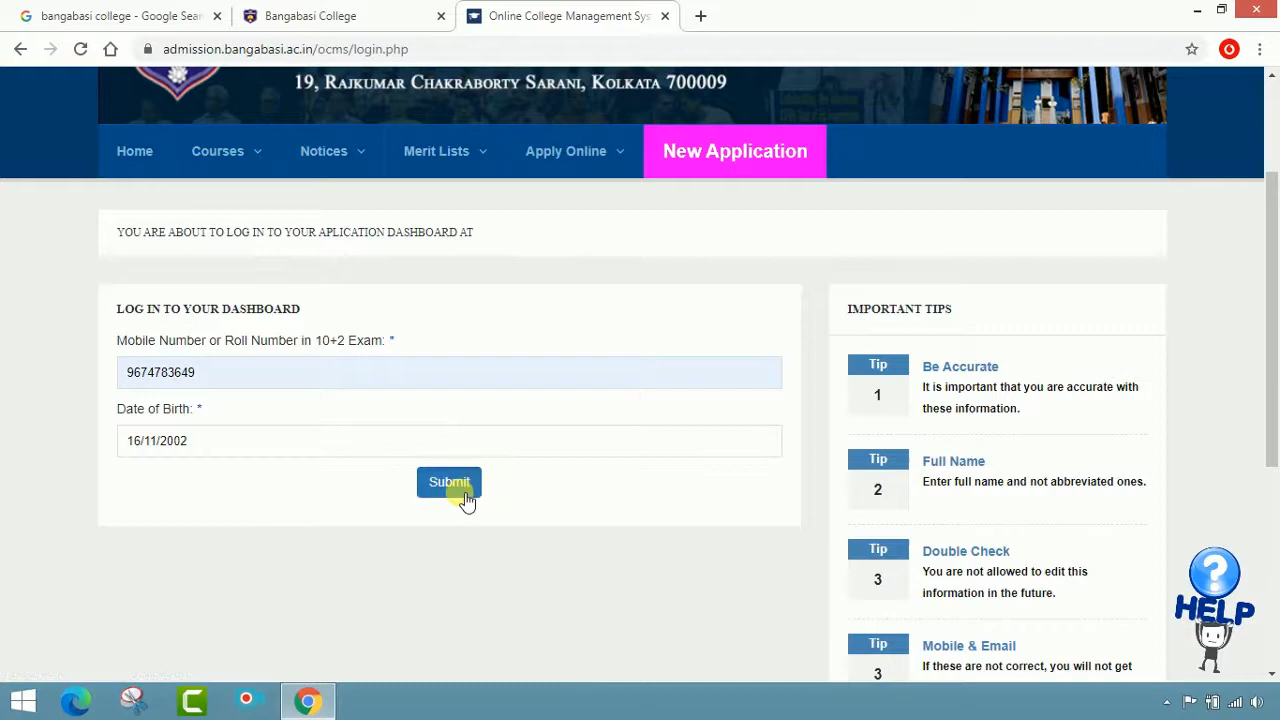 bangabasi college - Google Sea
Bangabasi College
Online College Management Sys
admission.bangabasi.ac.in/ocms/login.php
19, RAJKUMAR CHAKRABORTY SARANI, KOLKATA 700009
Home
Courses
Notices
Merit Lists
Apply Online
New Application
YOU ARE ABOUT TO LOG IN TO YOUR APLICATION DASHBOARD AT
LOG IN TO YOUR DASHBOARD
Mobile Number or Roll Number in 10+2 Exam: *
9674783649
Date of Birth: *
16/11/2002
Submit
IMPORTANT TIPS
Tip
1
Be Accurate
It is important that you are accurate with
these information.
Tip
2
Full Name
Enter full name and not abbreviated ones.
Tip
3
Double Check
You are not allowed to edit this
information in the future.
Tip
3
Mobile & Email
If these are not correct, you will not get
?
HELP